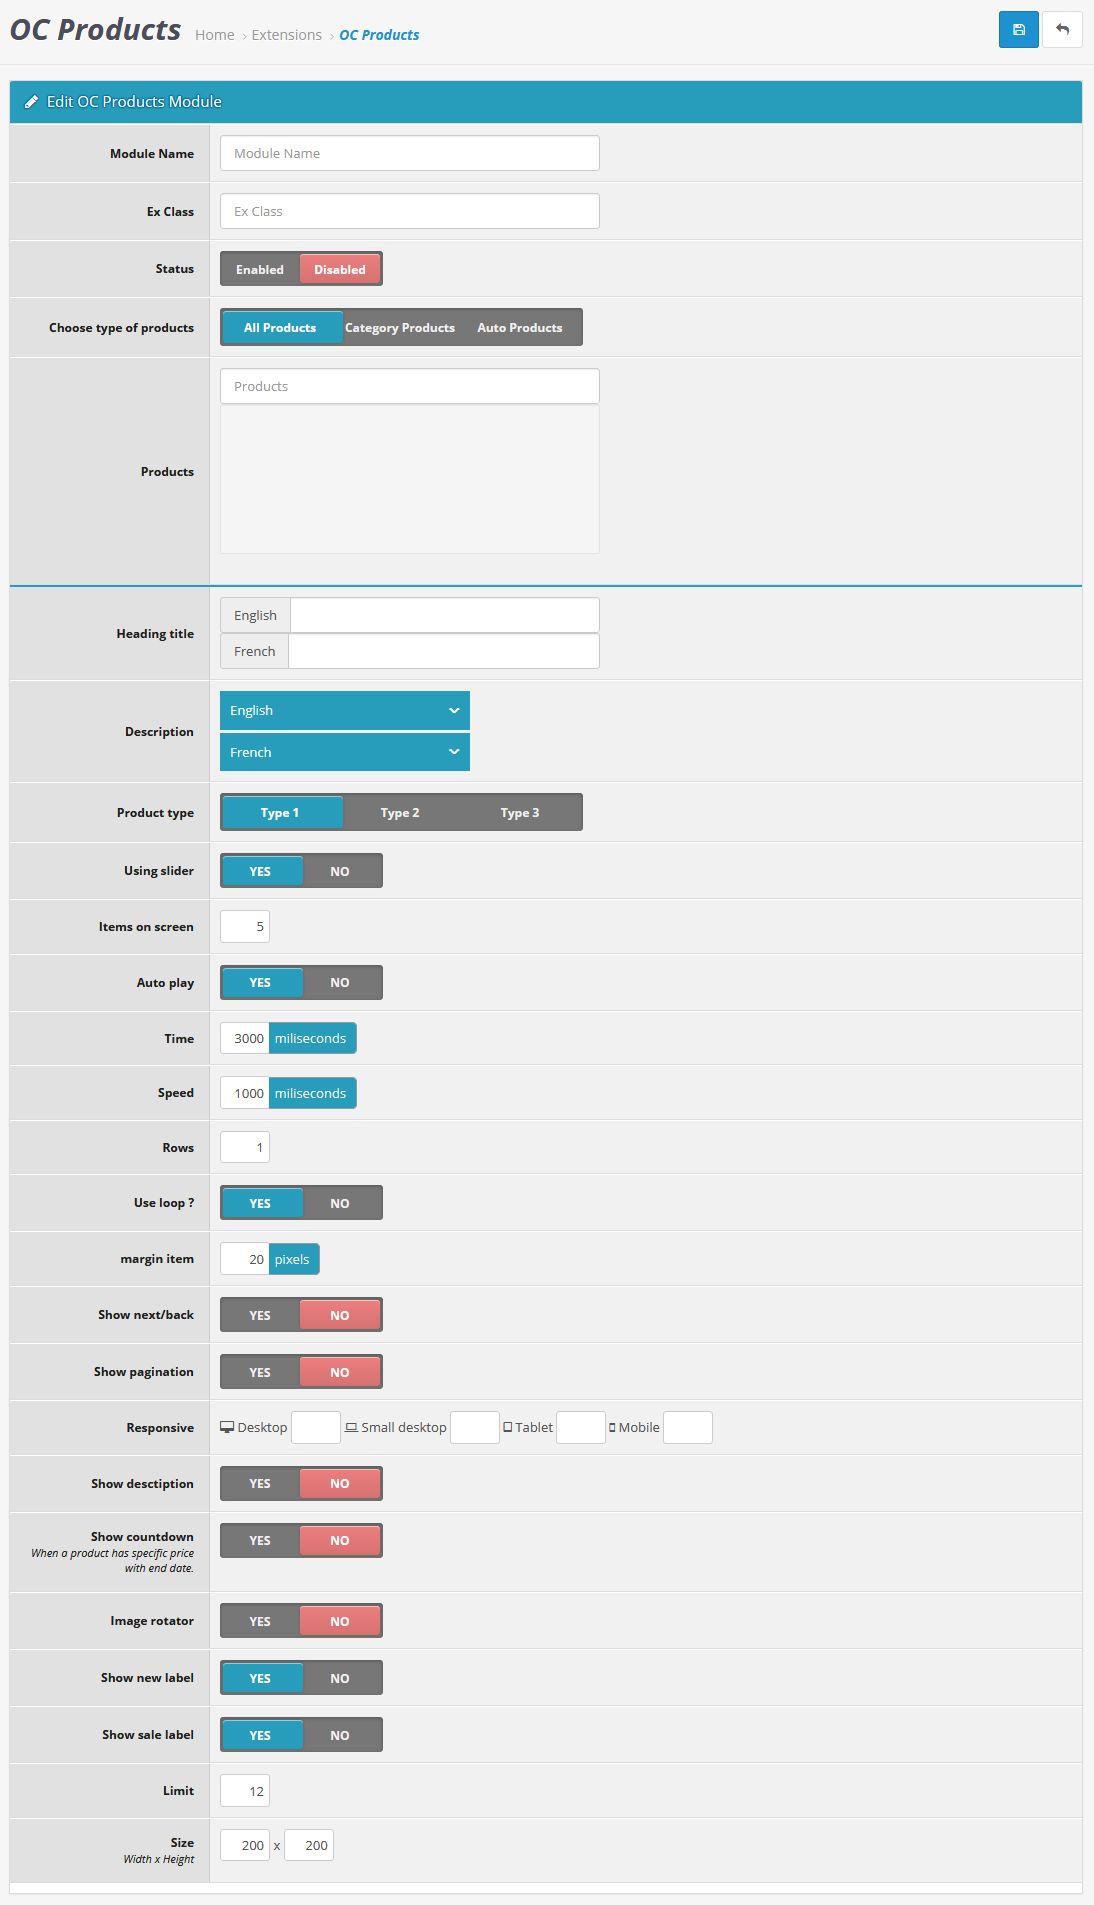 OC Products Home › Extensions › OC Products
Edit OC Products Module
Module Name Module Name
Ex Class Ex Class
Status Enabled Disabled
Choose type of products All Products Category Products Auto Products
Products
Products
Heading title
English
French
Description
English
French
Product type Type 1 Type 2 Type 3
Using slider YES NO
Items on screen 5
Auto play YES NO
Time 3000 miliseconds
Speed 1000 miliseconds
Rows 1
Use loop ? YES NO
margin item 20 pixels
Show next/back YES NO
Show pagination YES NO
Responsive Desktop Small desktop Tablet Mobile
Show desctiption YES NO
Show countdown YES NO
When a product has specific price
with end date.
Image rotator YES NO
Show new label YES NO
Show sale label YES NO
Limit 12
Size 200 x 200
Width x Height